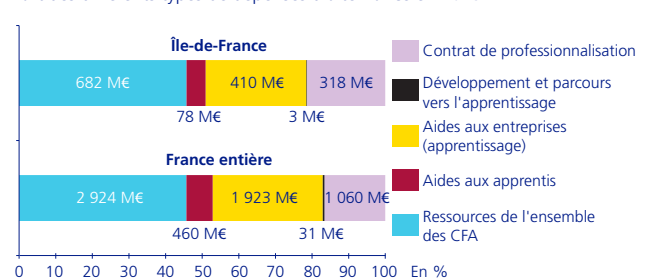 Île-de-France
682 M€
410 M€
318 M€
78 M€
3 M€
France entière
2 924 M€
1 923 M€
1 060 M€
460 M€
31 M€
0 10 20 30 40 50 60 70 80 90 100 En %
Contrat de professionnalisation
Développement et parcours
vers l'apprentissage
Aides aux entreprises
(apprentissage)
Aides aux apprentis
Ressources de l'ensemble
des CFA